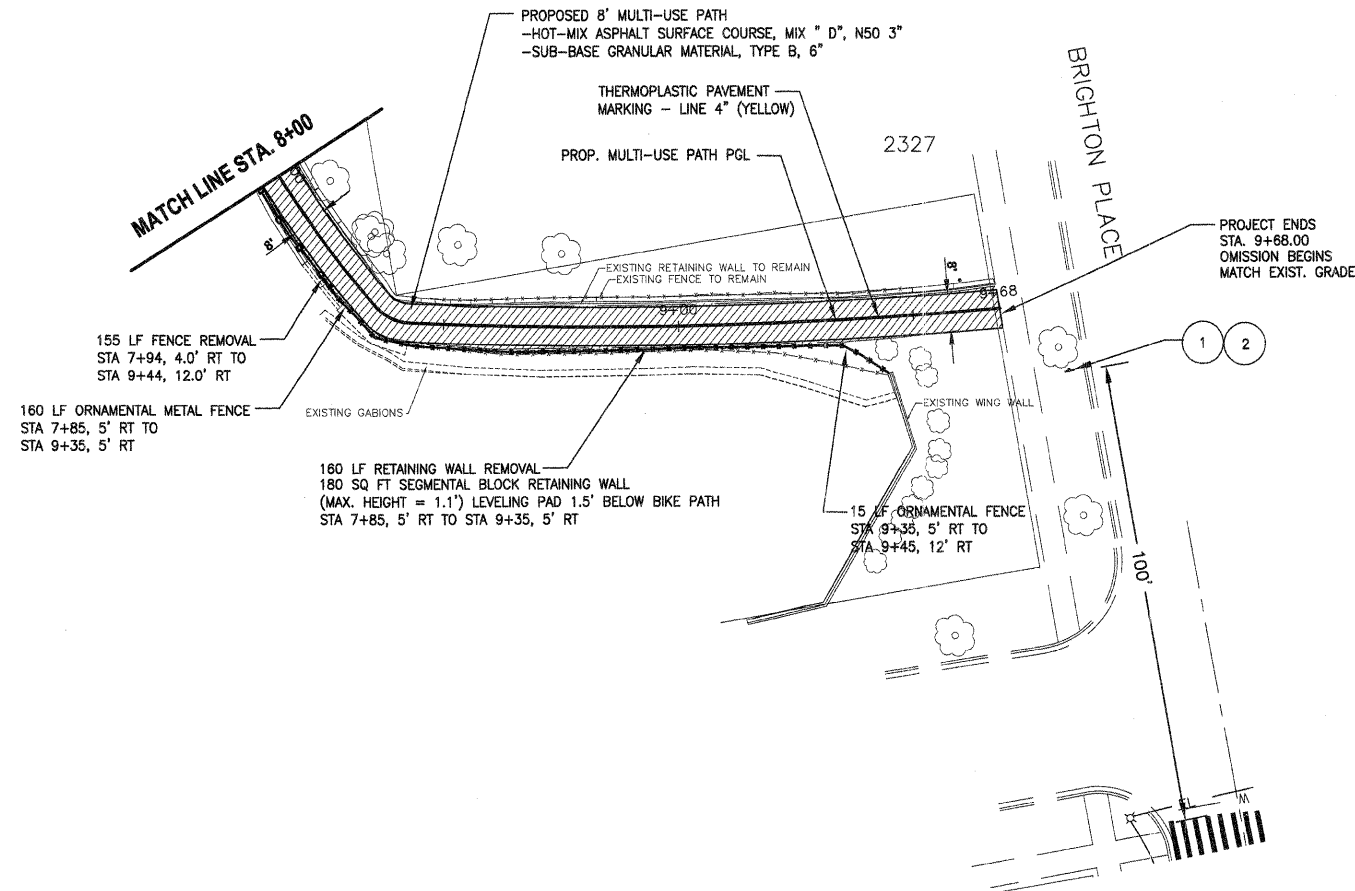 PROPOSED 8' MULTI-USE PATH
-HOT-MIX ASPHALT SURFACE COURSE, MIX " D", N50 3"
-SUB-BASE GRANULAR MATERIAL, TYPE B, 6"
THERMOPLASTIC PAVEMENT
MARKING - LINE 4" (YELLOW)
PROP. MULTI-USE PATH PGL
2327
BRIGHTON PLACE
MATCH LINE STA. 8+00
PROJECT ENDS
STA. 9+68.00
OMISSION BEGINS
MATCH EXIST. GRADE
8'
EXISTING RETAINING WALL TO REMAIN
EXISTING FENCE TO REMAIN
8'
9+68
9+00
155 LF FENCE REMOVAL
STA 7+94, 4.0' RT TO
STA 9+44, 12.0' RT
1
2
160 LF ORNAMENTAL METAL FENCE
STA 7+85, 5' RT TO
STA 9+35, 5' RT
EXISTING GABIONS
EXISTING WING WALL
160 LF RETAINING WALL REMOVAL
180 SQ FT SEGMENTAL BLOCK RETAINING WALL
(MAX. HEIGHT = 1.1') LEVELING PAD 1.5' BELOW BIKE PATH
STA 7+85, 5' RT TO STA 9+35, 5' RT
15 LF ORNAMENTAL FENCE
STA 9+35, 5' RT TO
STA 9+45, 12' RT
100'
W